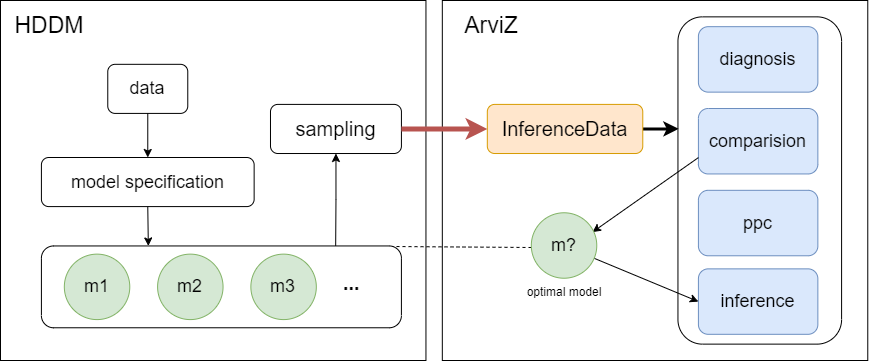 HDDM
data
model specification
sampling
m1
m2
m3
...
ArviZ
InferenceData
m?
optimal model
diagnosis
comparision
ppc
inference